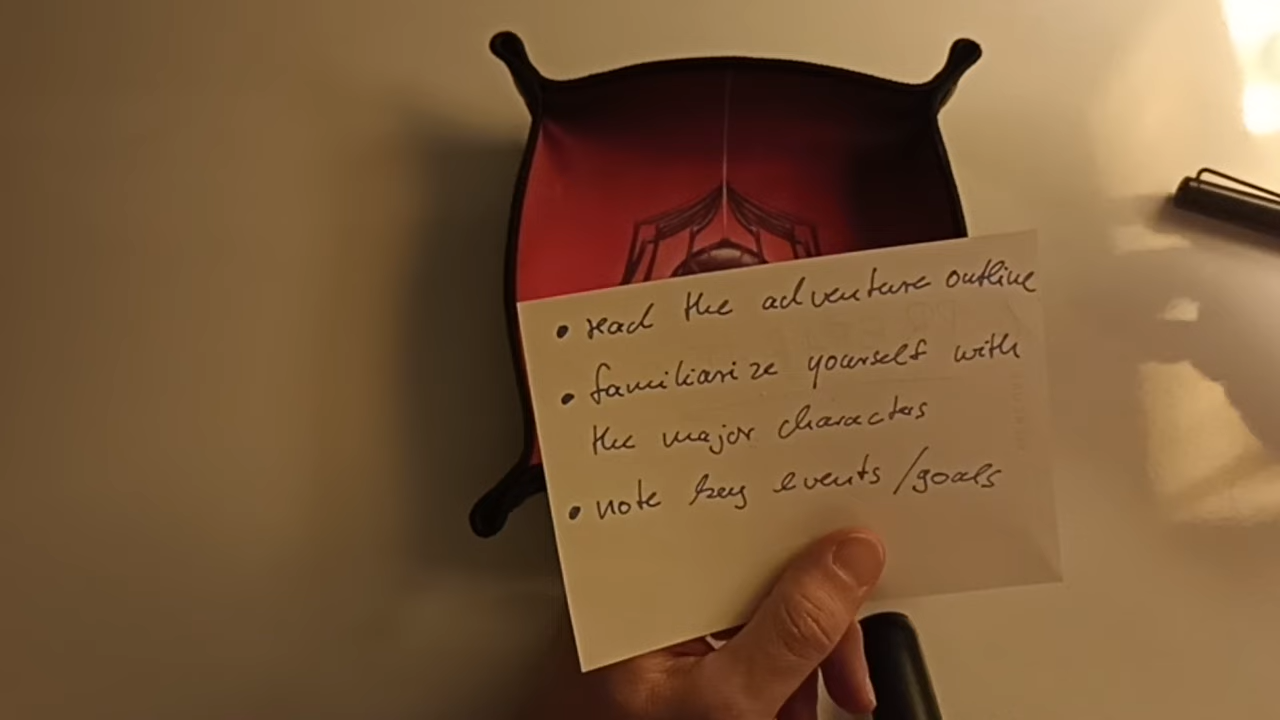 • read the adventure outline
• familiarize yourself with
the major characters
• note key events/goals